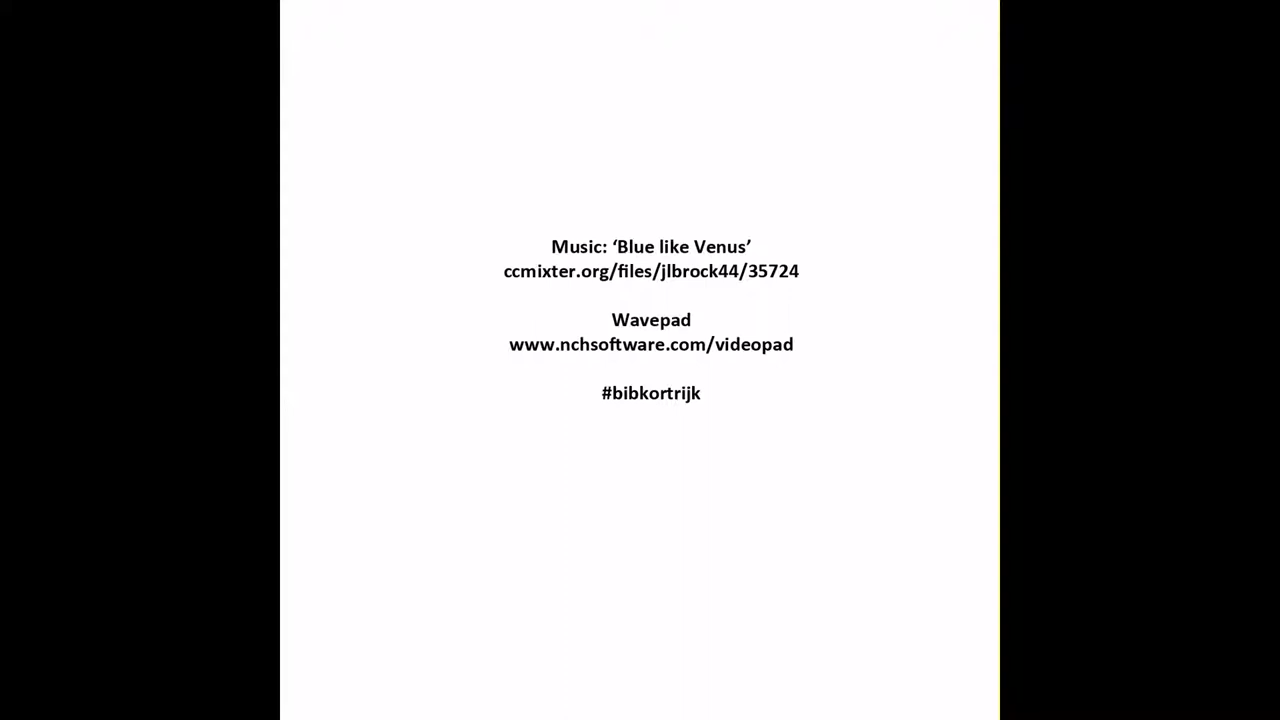 Music: ‘Blue like Venus’
ccmixter.org/files/jlbrock44/35724
Wavepad
www.nchsoftware.com/videopad
#bibkortrijk